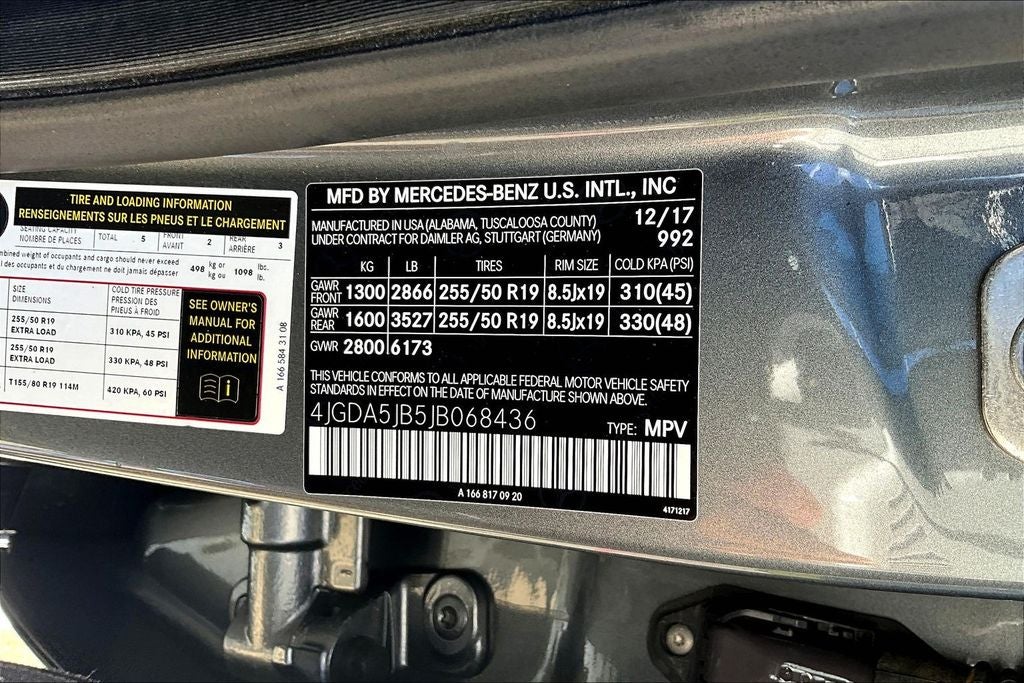 TIRE AND LOADING INFORMATION
RENSEIGNEMENTS SUR LES PNEUS ET LE CHARGEMENT
SEATING CAPACITY
NOMBRE DE PLACES TOTAL 5 FRONT AVANT 2 REAR ARRIÈRE 3
combined weight of occupants and cargo should never exceed
des occupants et du chargement ne doit jamais dépasser 498 kg or kg ou 1098 lbs. lb.
SIZE DIMENSIONS COLD TIRE PRESSURE PRESSION DES PNEUS À FROID
255/50 R19 EXTRA LOAD 310 KPA, 45 PSI
255/50 R19 EXTRA LOAD 330 KPA, 48 PSI
T155/80 R19 114M 420 KPA, 60 PSI
SEE OWNER'S
MANUAL FOR
ADDITIONAL
INFORMATION
A 166 584 31 08
MFD BY MERCEDES-BENZ U.S. INTL., INC
MANUFACTURED IN USA (ALABAMA, TUSCALOOSA COUNTY) 12/17
UNDER CONTRACT FOR DAIMLER AG, STUTTGART (GERMANY) 992
KG LB TIRES RIM SIZE COLD KPA (PSI)
GAWR FRONT 1300 2866 255/50 R19 8.5Jx19 310(45)
GAWR REAR 1600 3527 255/50 R19 8.5Jx19 330(48)
GVWR 2800 6173
THIS VEHICLE CONFORMS TO ALL APPLICABLE FEDERAL MOTOR VEHICLE SAFETY
STANDARDS IN EFFECT ON THE DATE OF MANUFACTURE SHOWN ABOVE.
4JGDA5JB5JB068436 TYPE: MPV
A 166 817 09 20
4171217